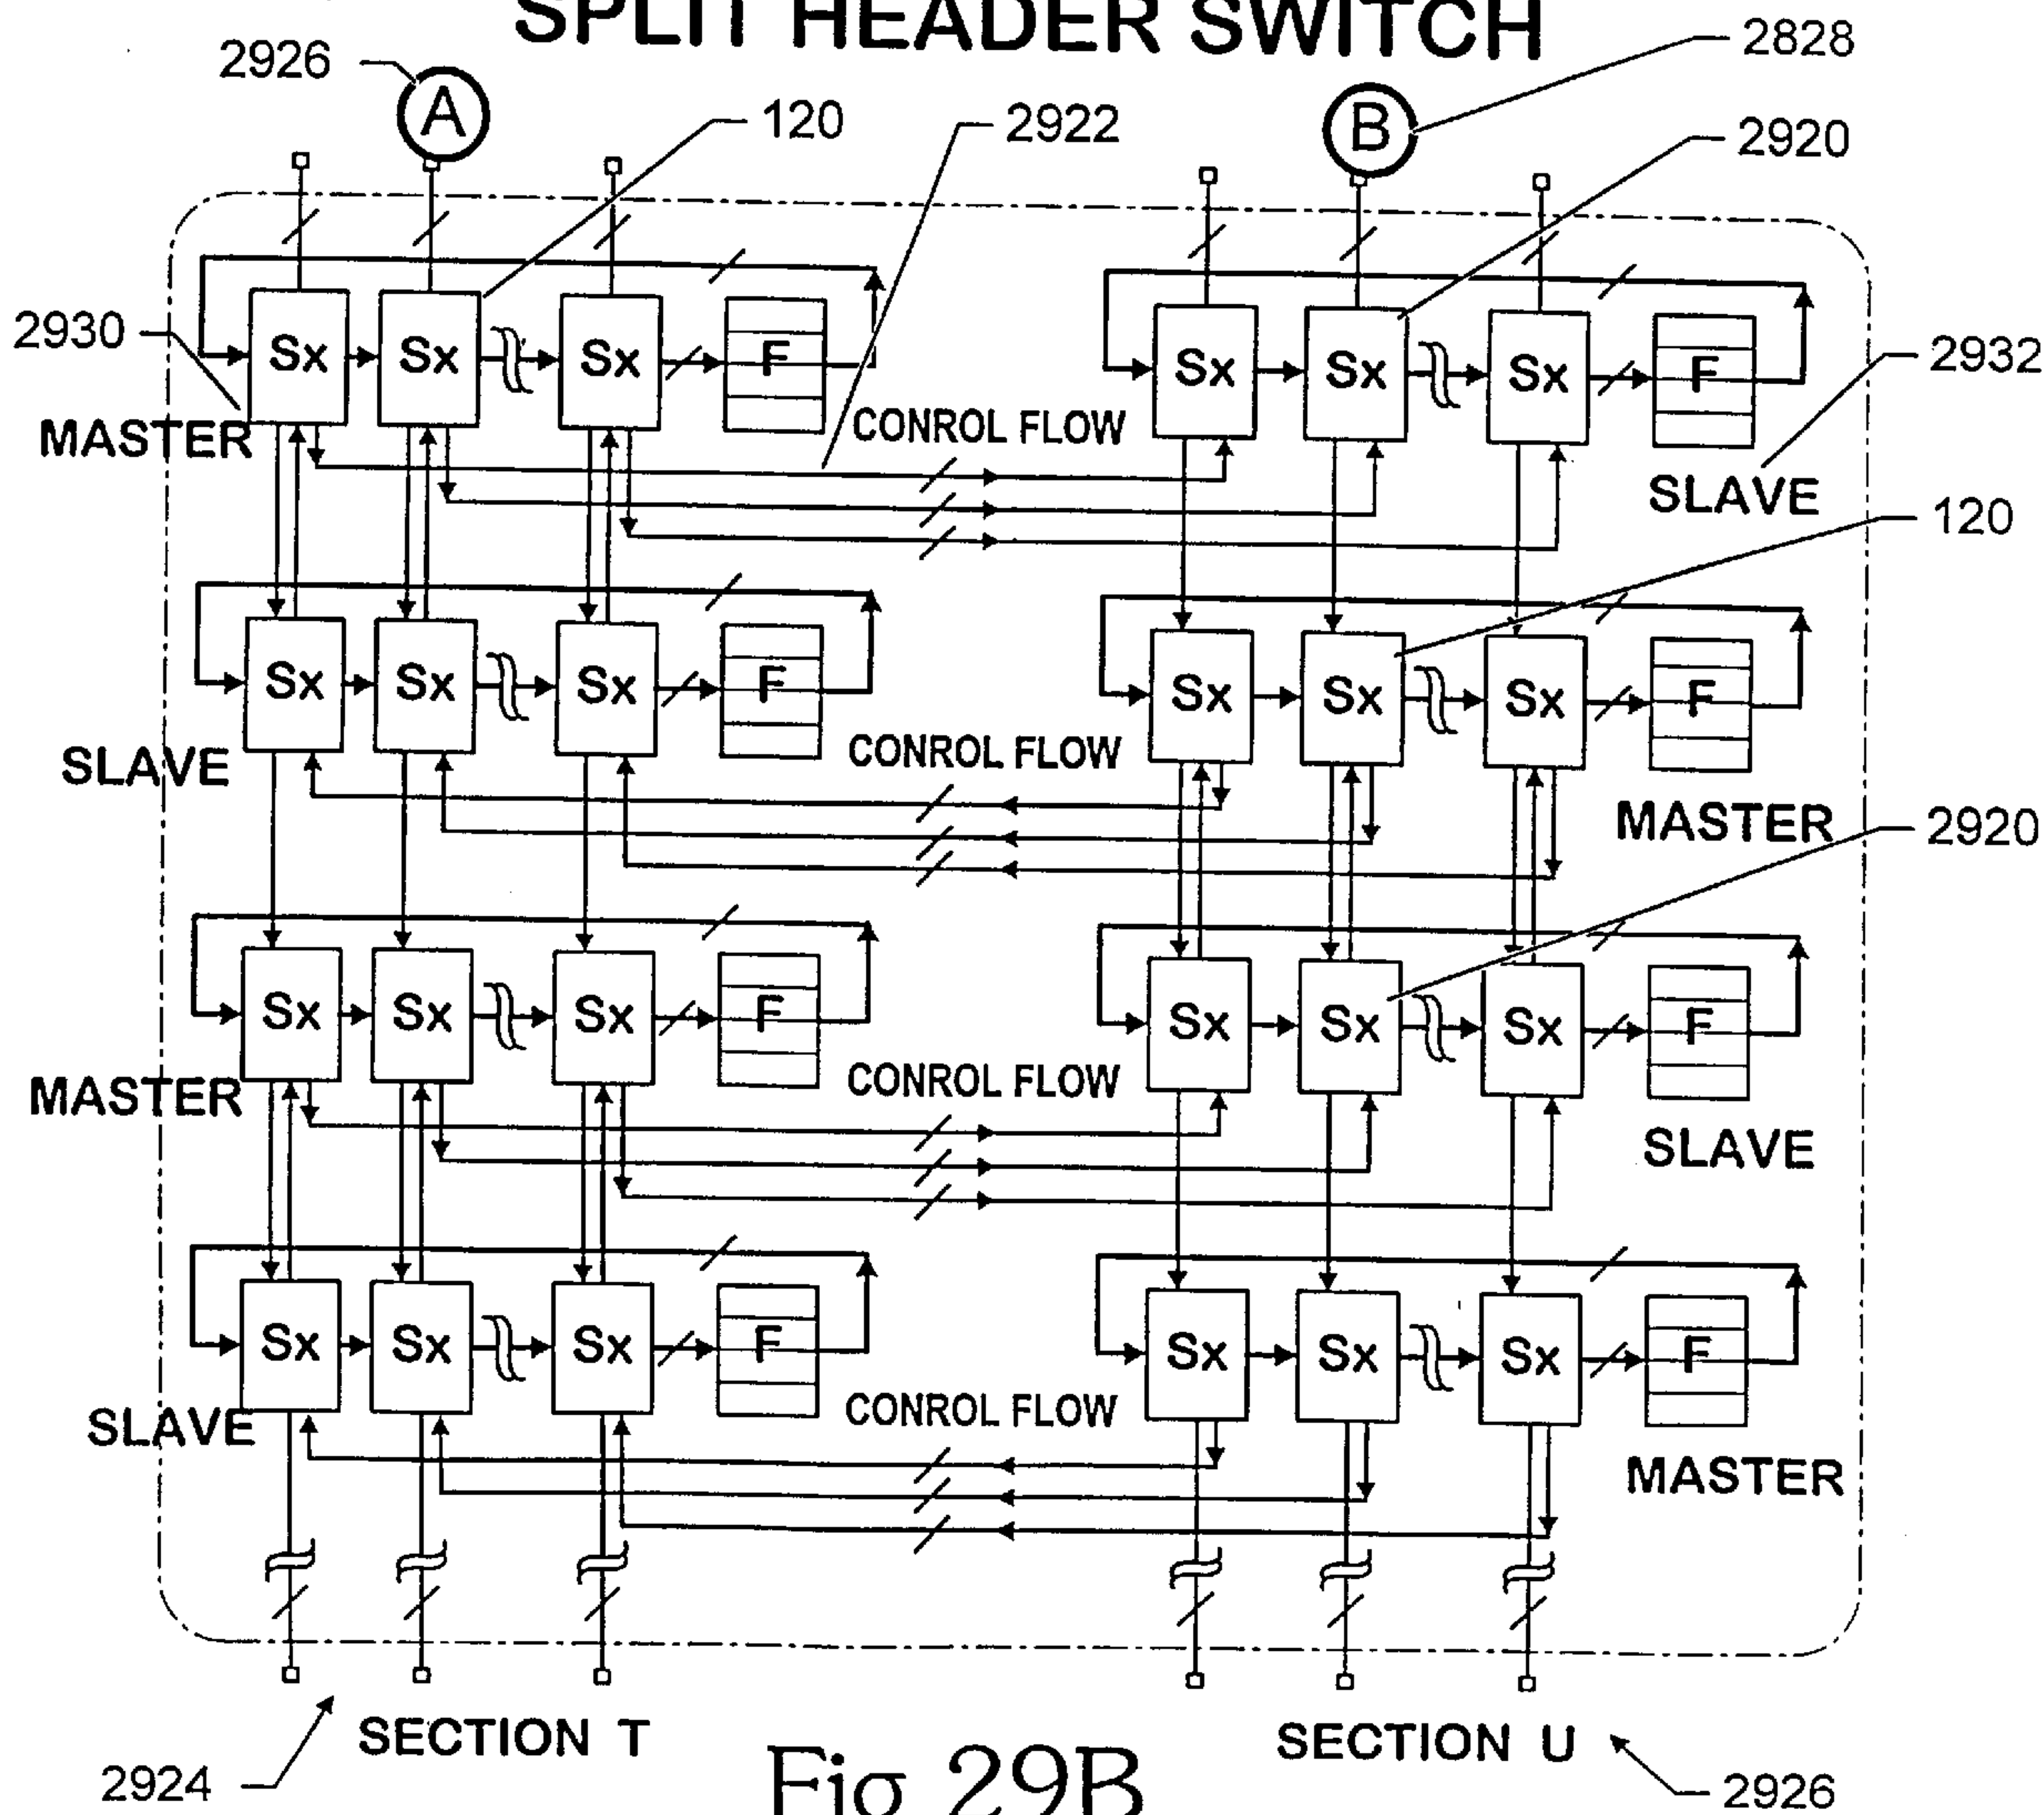 SPLIT HEADER SWITCH
2926
A
120
2922
B
2828
2920
2930
Sx Sx Sx F
Sx Sx Sx F
2932
MASTER
CONROL FLOW
SLAVE
120
Sx Sx Sx F
Sx Sx Sx F
SLAVE
CONROL FLOW
MASTER
2920
Sx Sx Sx F
Sx Sx Sx F
MASTER
CONROL FLOW
SLAVE
Sx Sx Sx F
Sx Sx Sx F
SLAVE
CONROL FLOW
MASTER
SECTION T
SECTION U
2924
Fig 29B
2926